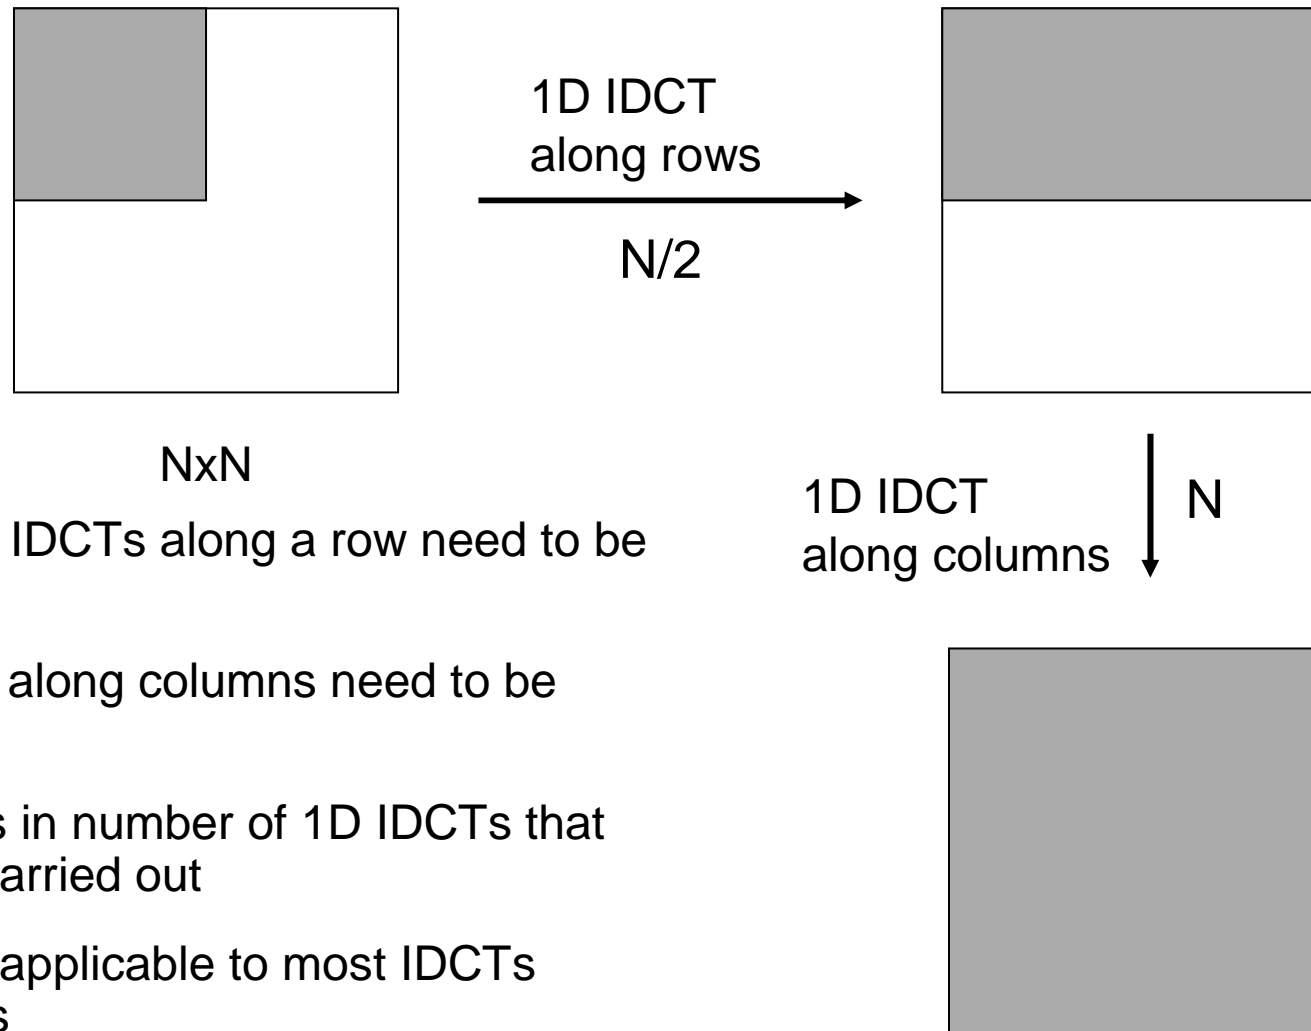 1D IDCT
along rows
N/2
NxN
1D IDCT
along columns
N
IDCTs along a row need to be
along columns need to be
in number of 1D IDCTs that
arried out
applicable to most IDCTs